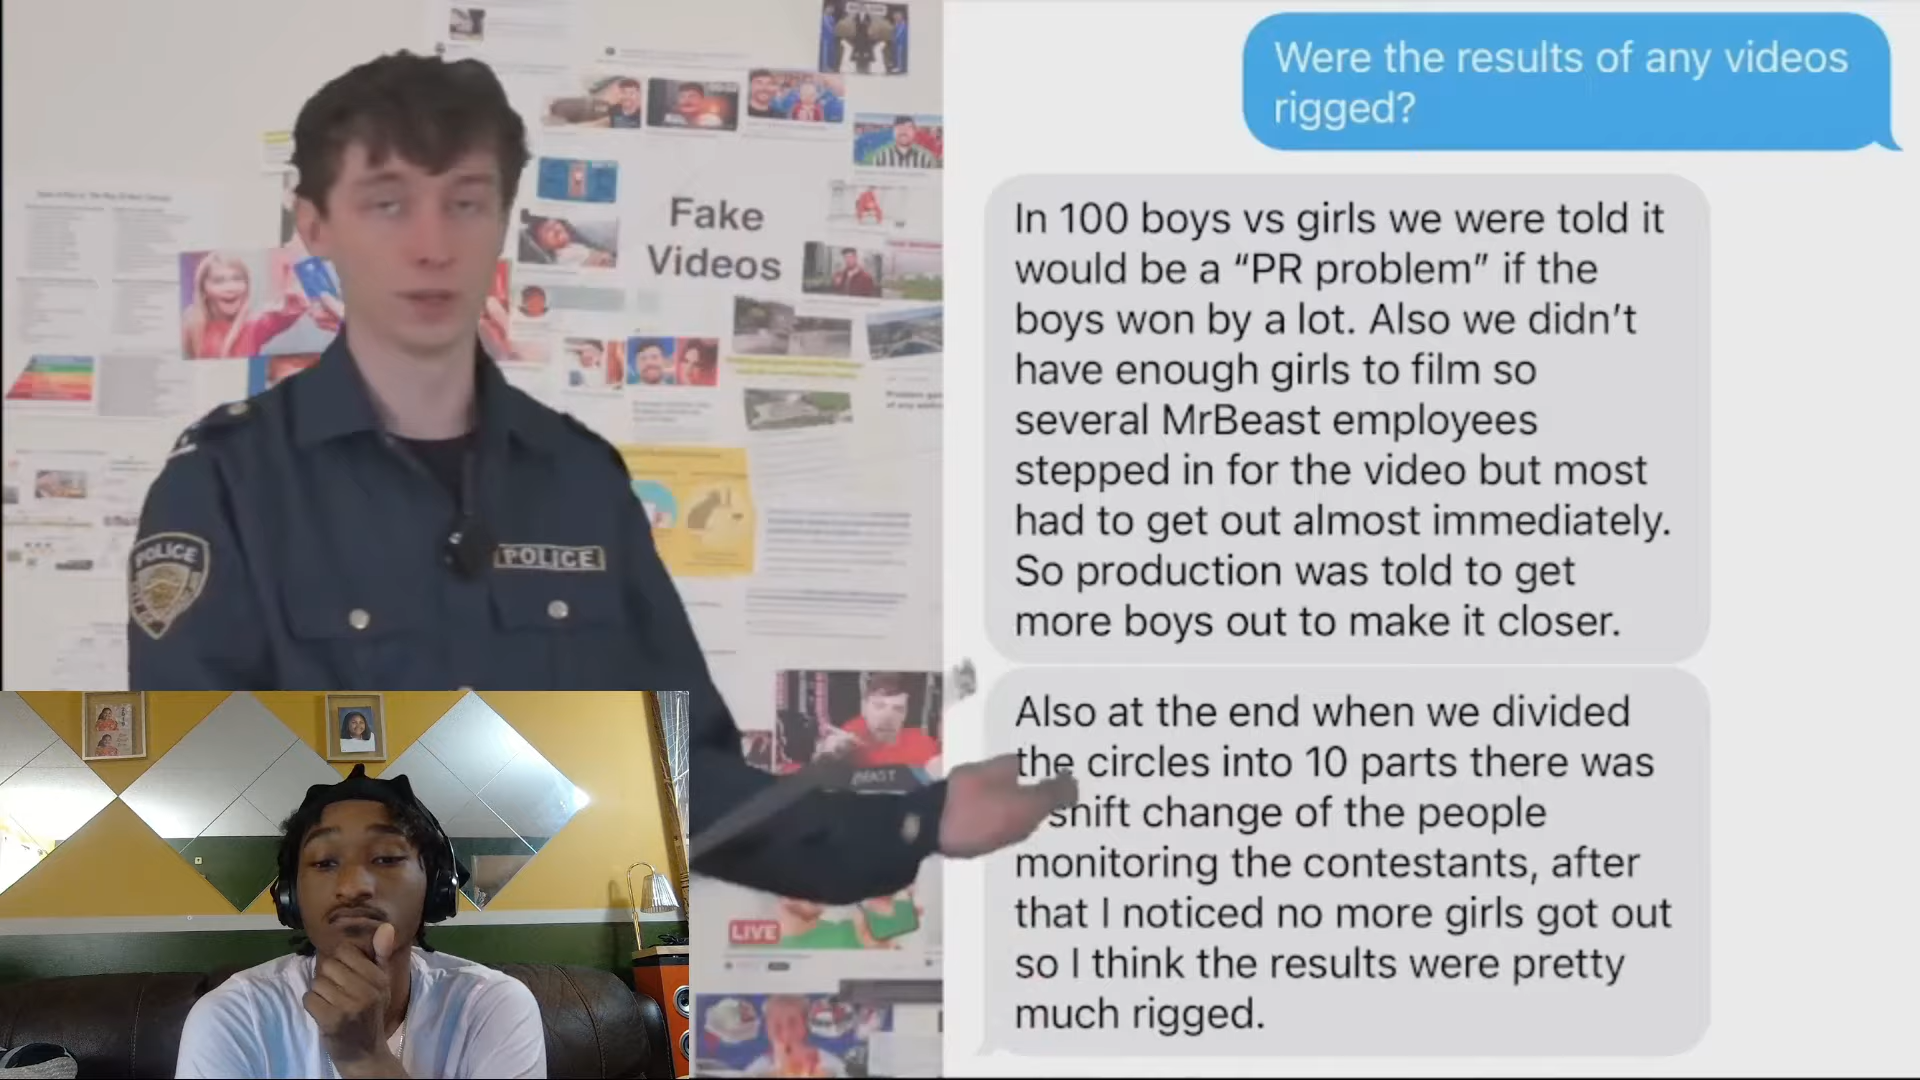 Were the results of any videos
rigged?
In 100 boys vs girls we were told it
would be a “PR problem” if the
boys won by a lot. Also we didn’t
have enough girls to film so
several MrBeast employees
stepped in for the video but most
had to get out almost immediately.
So production was told to get
more boys out to make it closer.
Also at the end when we divided
the circles into 10 parts there was
shift change of the people
monitoring the contestants, after
that I noticed no more girls got out
so I think the results were pretty
much rigged.
Fake
Videos
POLICE
POLICE
BEAST
LIVE